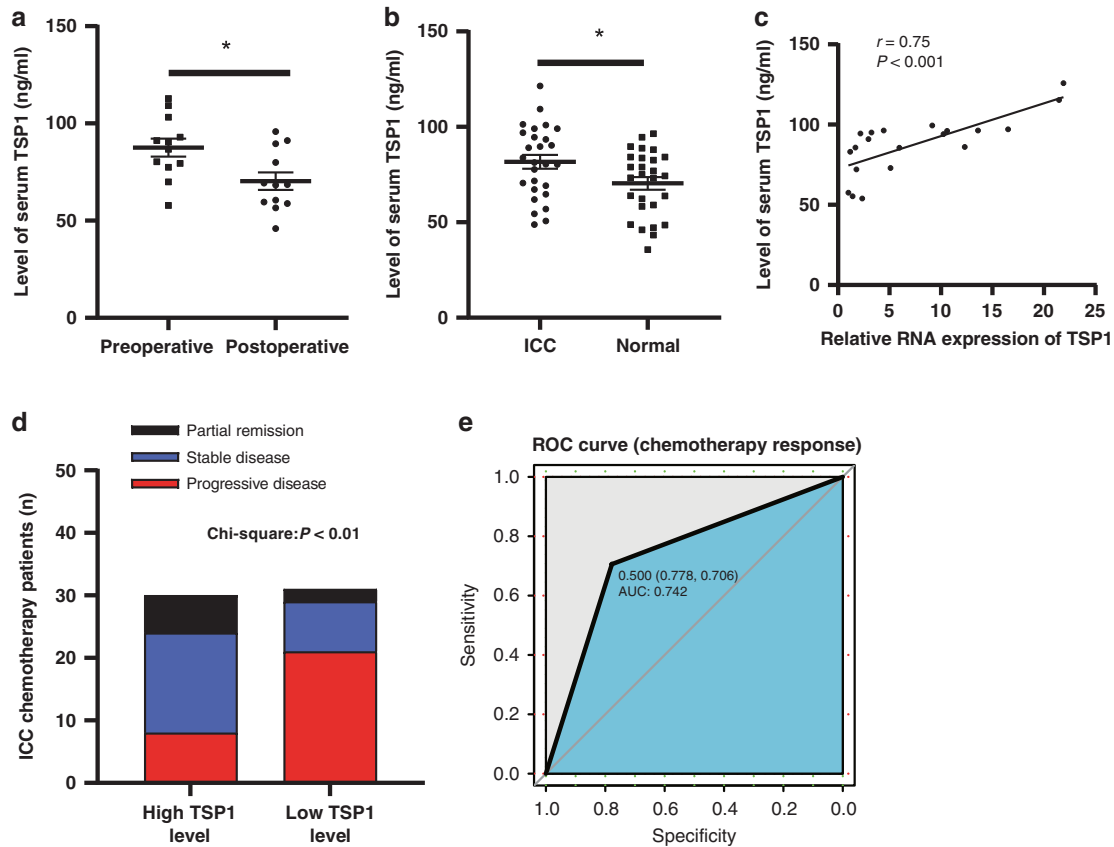 a
150
100
50
0
Level of serum TSP1 (ng/ml)
*
Preoperative
Postoperative
b
150
100
50
0
Level of serum TSP1 (ng/ml)
*
ICC
Normal
c
150
100
50
0
Level of serum TSP1 (ng/ml)
r = 0.75
P < 0.001
0 5 10 15 20 25
Relative RNA expression of TSP1
d
Partial remission
Stable disease
Progressive disease
50
40
30
20
10
0
ICC chemotherapy patients (n)
Chi-square:P < 0.01
High TSP1
level
Low TSP1
level
e
ROC curve (chemotherapy response)
1.0
0.8
0.6
0.4
0.2
0.0
Sensitivity
0.500 (0.778, 0.706)
AUC: 0.742
1.0 0.8 0.6 0.4 0.2 0.0
Specificity